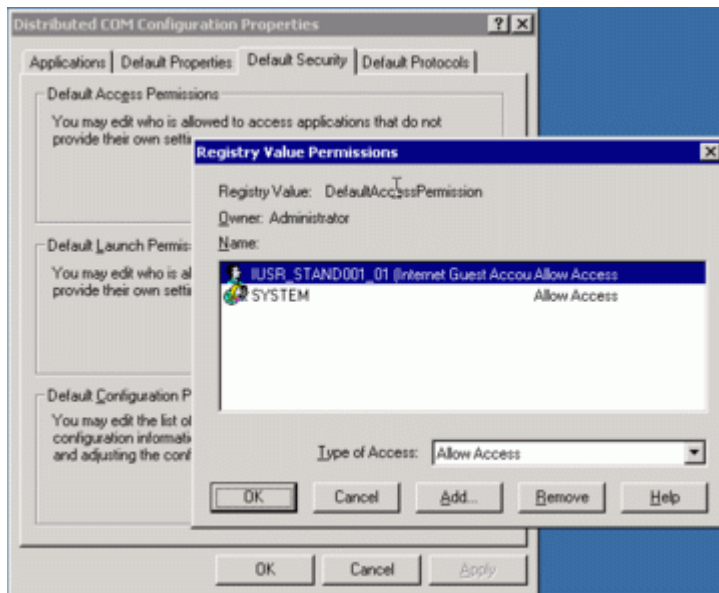 Distributed COM Configuration Properties
Applications
Default Properties
Default Security
Default Protocols
Default Access Permissions
You may edit who is allowed to access applications that do not
provide their own setti
Registry Value Permissions
Registry Value: DefaultAccessPermission
Owner: Administrator
Name:
IUSR_STAND001_01 (Internet Guest Accou Allow Access
SYSTEM Allow Access
Type of Access: Allow Access
OK
Cancel
Add...
Remove
Help
Default Launch Permis
You may edit who is al
provide their own setti
Default Configuration P
You may edit the list of
configuration informati
and adjusting the conf
OK
Cancel
Apply